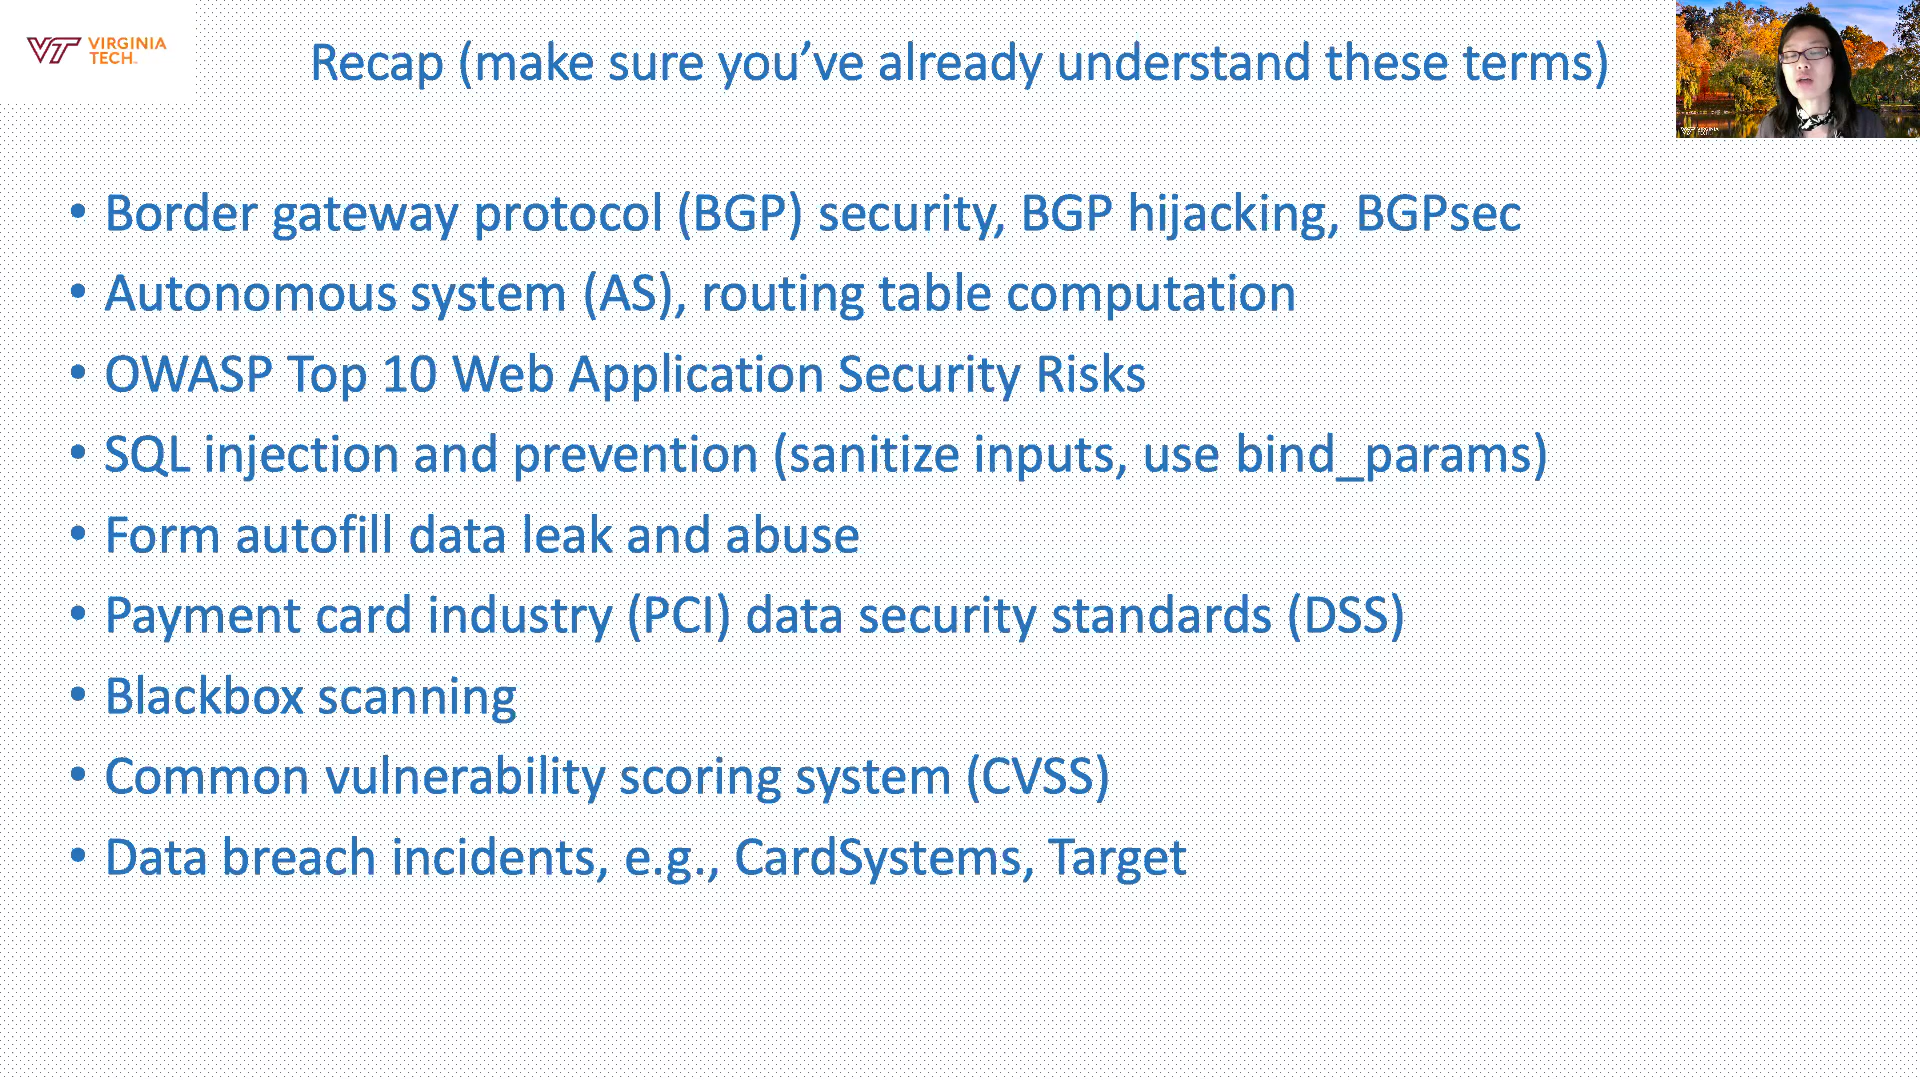 VIRGINIA
TECH
Recap (make sure you've already understand these terms)
• Border gateway protocol (BGP) security, BGP hijacking, BGPsec
• Autonomous system (AS), routing table computation
• OWASP Top 10 Web Application Security Risks
• SQL injection and prevention (sanitize inputs, use bind_params)
• Form autofill data leak and abuse
• Payment card industry (PCI) data security standards (DSS)
• Blackbox scanning
• Common vulnerability scoring system (CVSS)
• Data breach incidents, e.g., CardSystems, Target